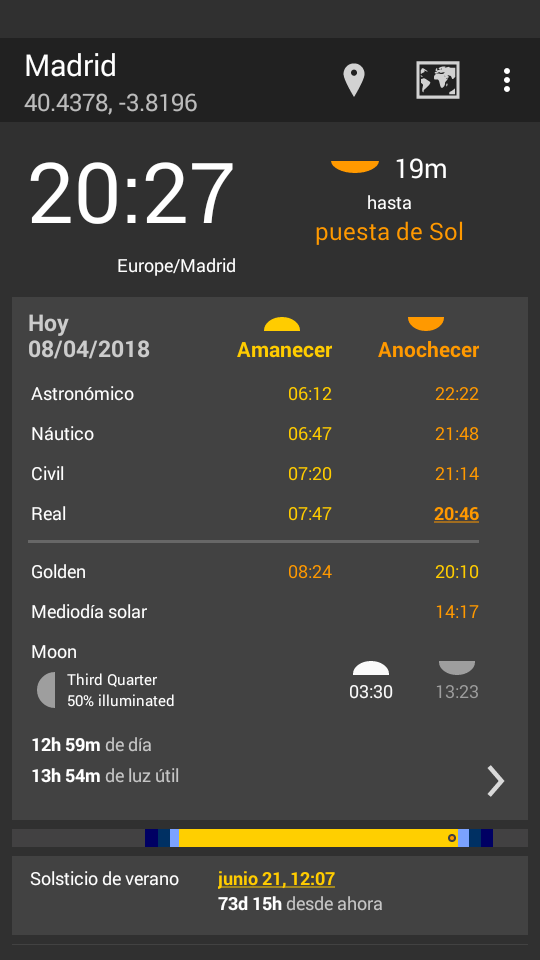 Madrid
40.4378, -3.8196
20:27
Europe/Madrid
19m
hasta
puesta de Sol
Hoy
08/04/2018 Amanecer Anochecer
Astronómico 06:12 22:22
Náutico 06:47 21:48
Civil 07:20 21:14
Real 07:47 20:46
Golden 08:24 20:10
Mediodía solar 14:17
Moon
Third Quarter
50% illuminated 03:30 13:23
12h 59m de día
13h 54m de luz útil
Solsticio de verano junio 21, 12:07
73d 15h desde ahora